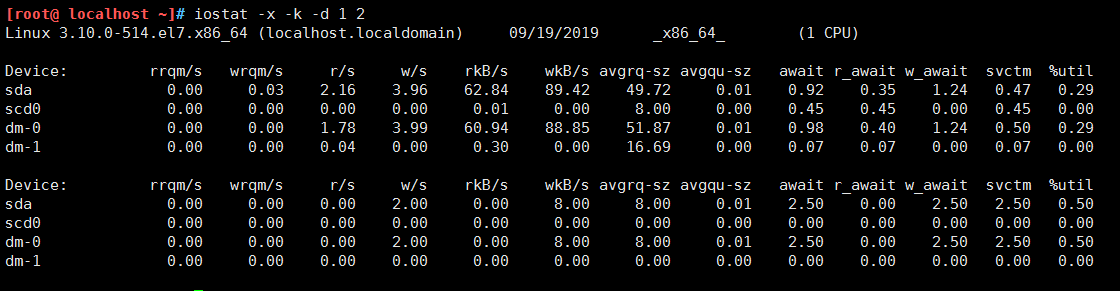 [root@ localhost ~]# iostat -x -k -d 1 2
Linux 3.10.0-514.el7.x86_64 (localhost.localdomain) 09/19/2019 _x86_64_ (1 CPU)
Device: rrqm/s wrqm/s r/s w/s rkB/s wkB/s avgrq-sz avgqu-sz await r_await w_await svctm %util
sda 0.00 0.03 2.16 3.96 62.84 89.42 49.72 0.01 0.92 0.35 1.24 0.47 0.29
scd0 0.00 0.00 0.00 0.00 0.01 0.00 8.00 0.00 0.45 0.45 0.00 0.45 0.00
dm-0 0.00 0.00 1.78 3.99 60.94 88.85 51.87 0.01 0.98 0.40 1.24 0.50 0.29
dm-1 0.00 0.00 0.04 0.00 0.30 0.00 16.69 0.00 0.07 0.07 0.00 0.07 0.00
Device: rrqm/s wrqm/s r/s w/s rkB/s wkB/s avgrq-sz avgqu-sz await r_await w_await svctm %util
sda 0.00 0.00 0.00 2.00 0.00 8.00 8.00 0.01 2.50 0.00 2.50 2.50 0.50
scd0 0.00 0.00 0.00 0.00 0.00 0.00 0.00 0.00 0.00 0.00 0.00 0.00 0.00
dm-0 0.00 0.00 0.00 2.00 0.00 8.00 8.00 0.01 2.50 0.00 2.50 2.50 0.50
dm-1 0.00 0.00 0.00 0.00 0.00 0.00 0.00 0.00 0.00 0.00 0.00 0.00 0.00